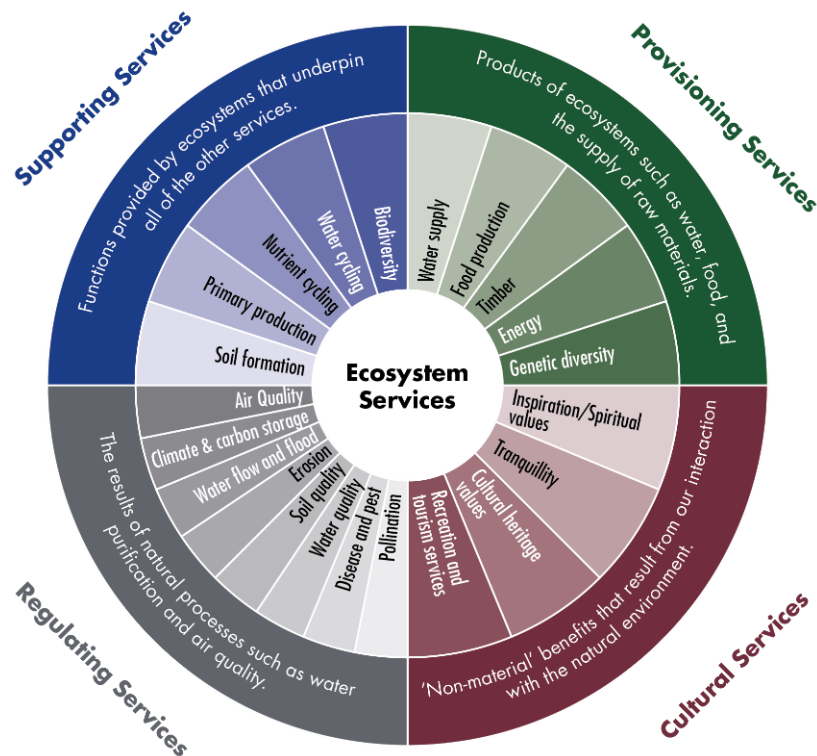 Supporting Services
Functions provided by ecosystems that underpin
all of the other services.
Biodiversity
Water cycling
Nutrient cycling
Primary production
Soil formation
Provisioning Services
Products of ecosystems such as water, food, and
the supply of raw materials.
Water supply
Food production
Timber
Energy
Genetic diversity
Ecosystem
Services
Air Quality
Climate & carbon storage
Water flow and flood
Erosion
Soil quality
Water quality
Disease and pest
Pollination
The results of natural processes such as water
purification and air quality.
Regulating Services
Inspiration/Spiritual
values
Tranquillity
Cultural heritage
values
Recreation and
tourism services
‘Non-material’ benefits that result from our interaction
with the natural environment.
Cultural Services